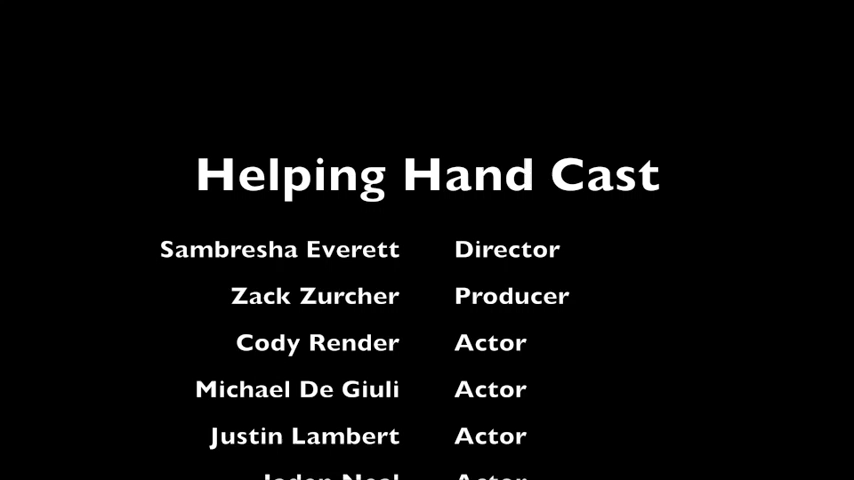 Helping Hand Cast
Sambresha Everett Director
Zack Zurcher Producer
Cody Render Actor
Michael De Giuli Actor
Justin Lambert Actor
Actor